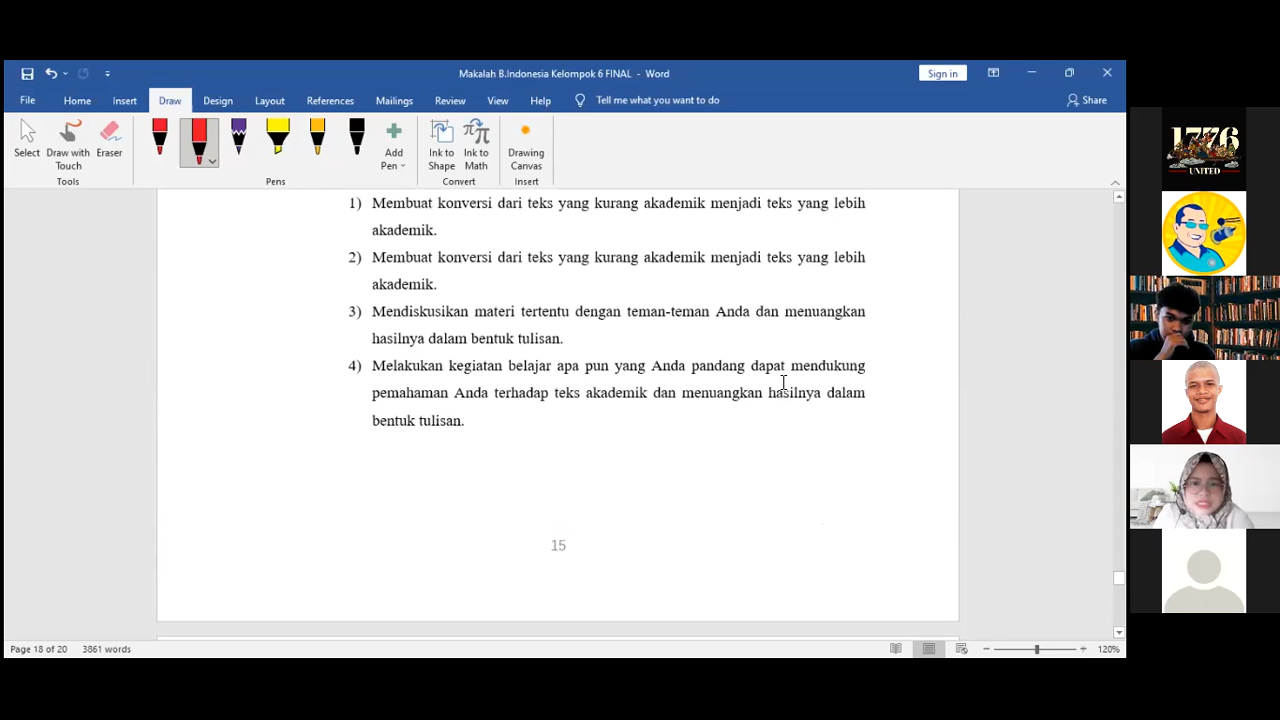 Makalah B.Indonesia Kelompok 6 FINAL - Word
Sign in
File Home Insert Draw Design Layout References Mailings Review View Help Tell me what you want to do
Share
Select
Draw with Touch
Eraser
Add Pen
Ink to Shape
Ink to Math
Drawing Canvas
Tools
Pens
Convert
Insert
1) Membuat konversi dari teks yang kurang akademik menjadi teks yang lebih
akademik.
2) Membuat konversi dari teks yang kurang akademik menjadi teks yang lebih
akademik.
3) Mendiskusikan materi tertentu dengan teman-teman Anda dan menuangkan
hasilnya dalam bentuk tulisan.
4) Melakukan kegiatan belajar apa pun yang Anda pandang dapat mendukung
pemahaman Anda terhadap teks akademik dan menuangkan hasilnya dalam
bentuk tulisan.
15
Page 18 of 20 3861 words
120%
1776
UNITED